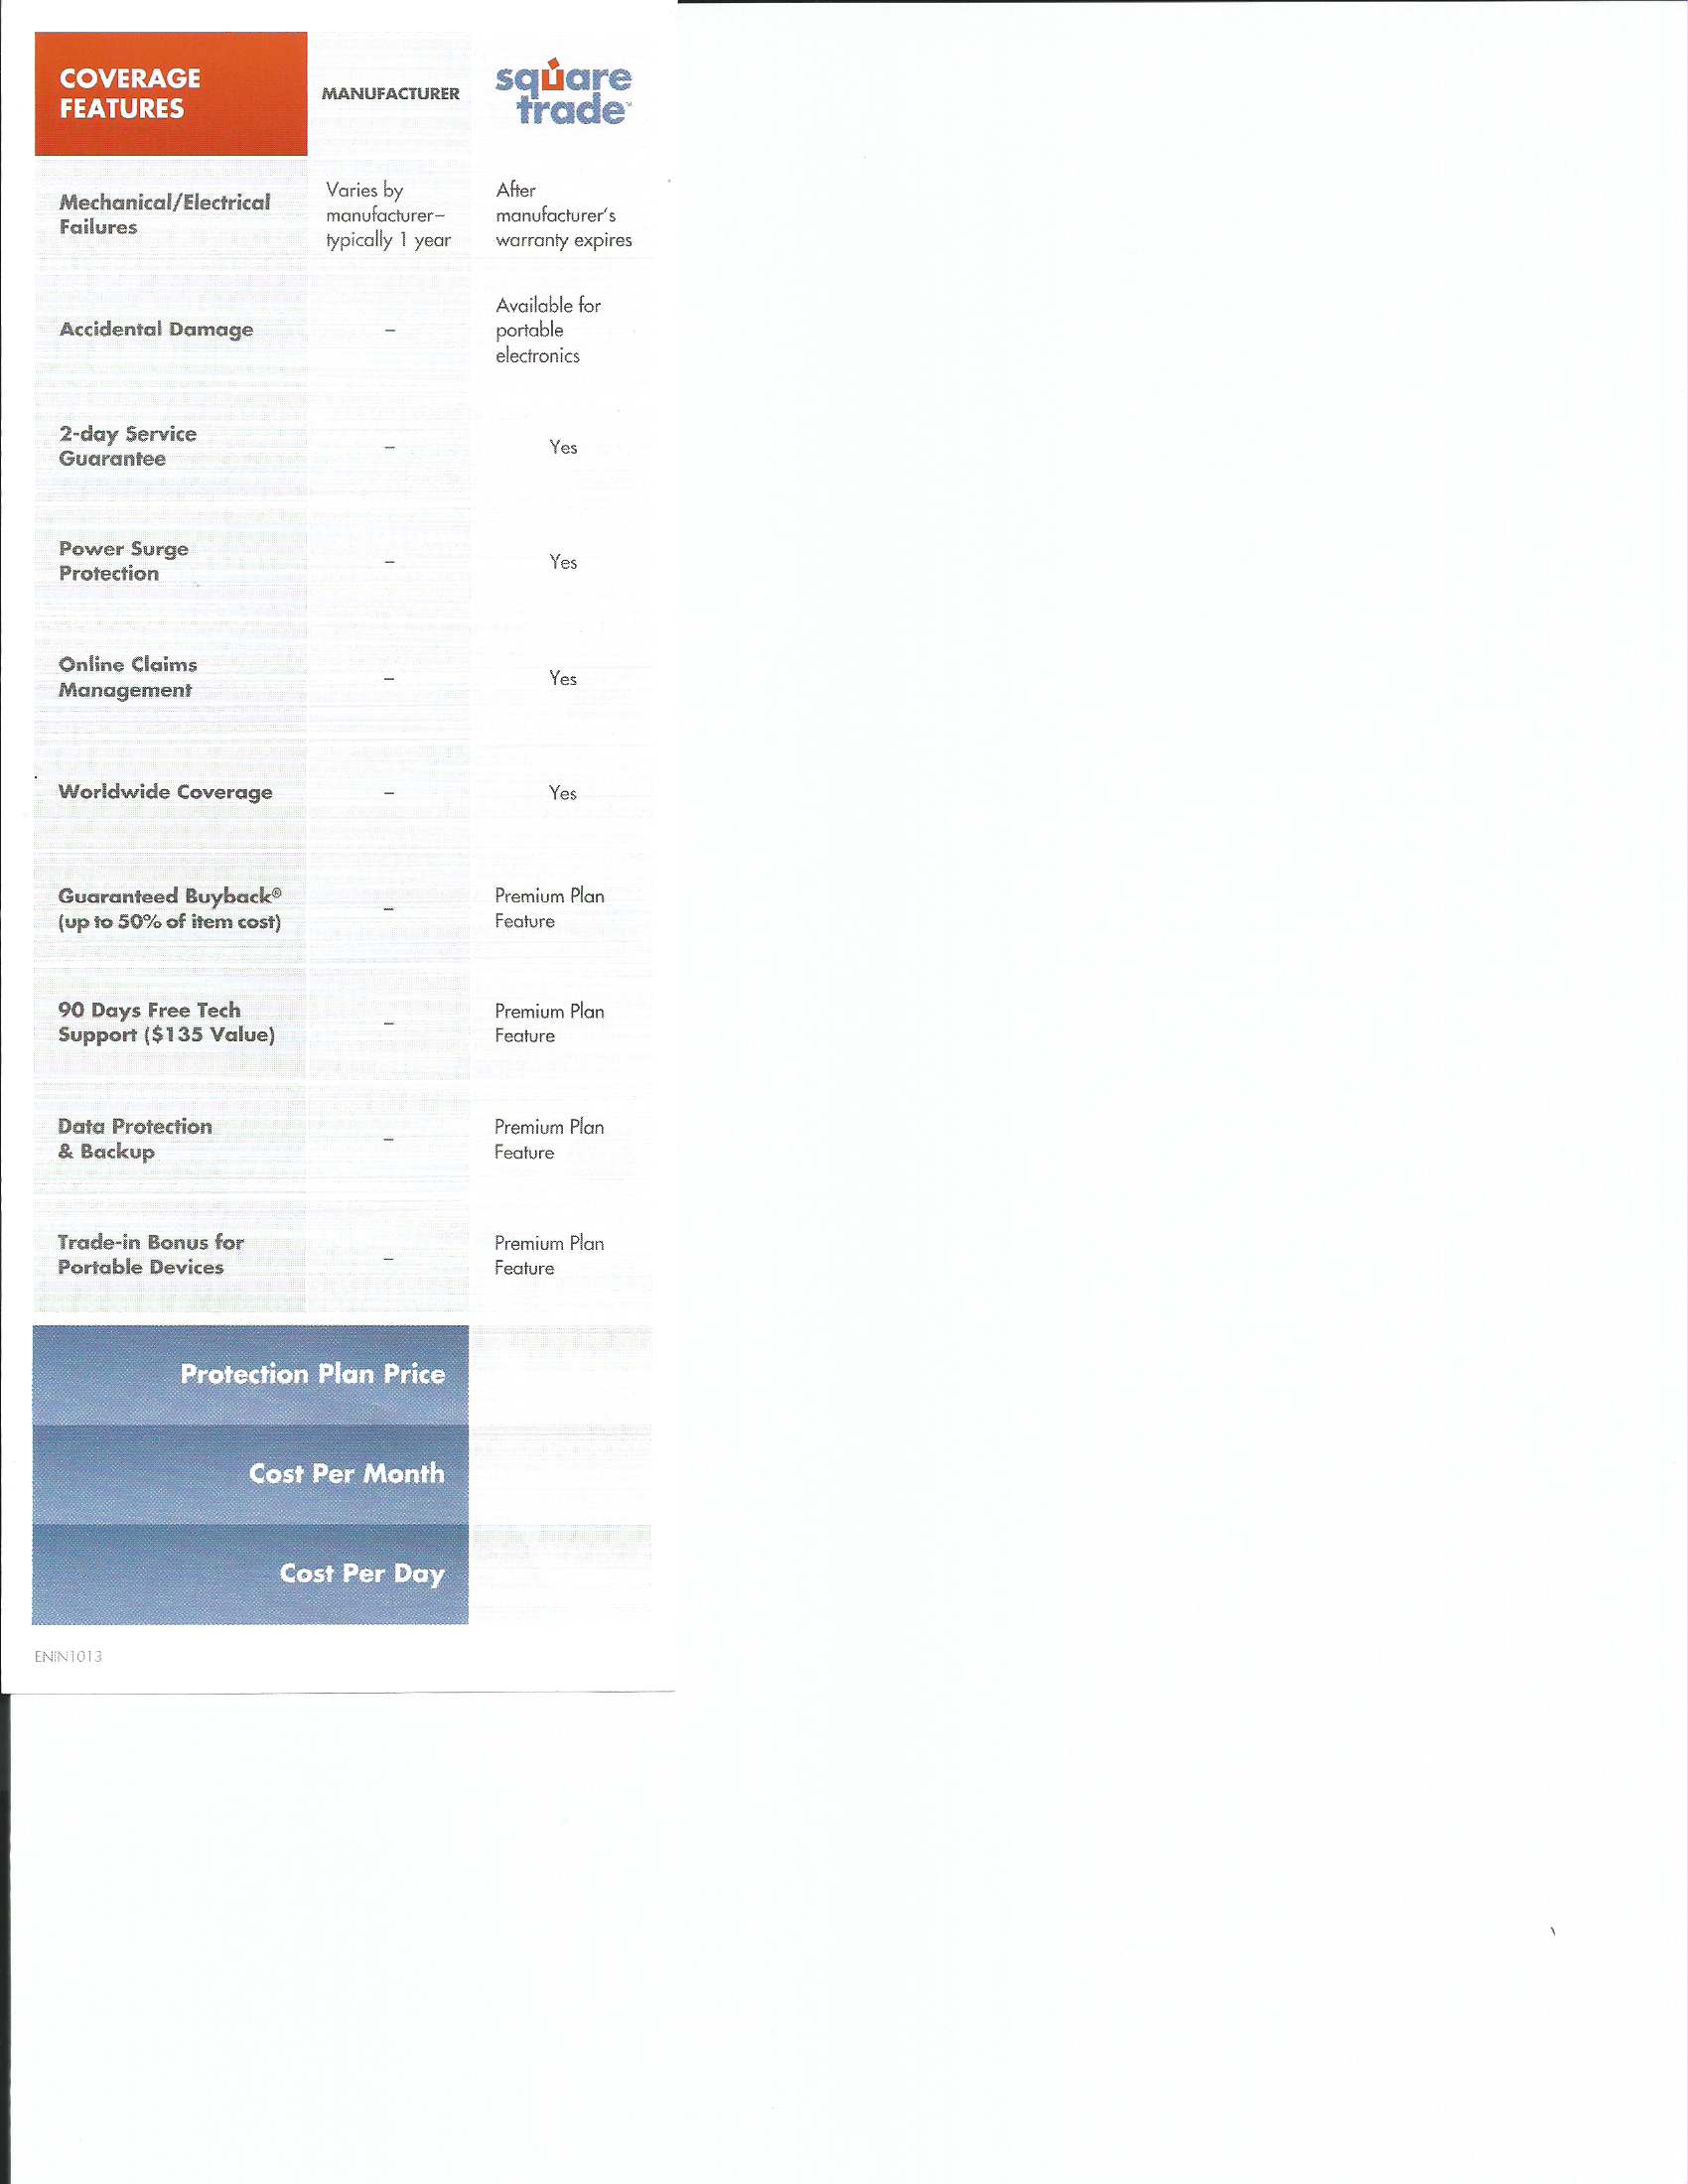 COVERAGE
FEATURES
MANUFACTURER
square
trade™
Mechanical/Electrical
Failures
Varies by
manufacturer–
typically 1 year
After
manufacturer's
warranty expires
Accidental Damage
–
Available for
portable
electronics
2-day Service
Guarantee
–
Yes
Power Surge
Protection
–
Yes
Online Claims
Management
–
Yes
Worldwide Coverage
–
Yes
Guaranteed Buyback®
(up to 50% of item cost)
–
Premium Plan
Feature
90 Days Free Tech
Support ($135 Value)
–
Premium Plan
Feature
Data Protection
& Backup
–
Premium Plan
Feature
Trade-in Bonus for
Portable Devices
–
Premium Plan
Feature
Protection Plan Price
Cost Per Month
Cost Per Day
ENIN1013